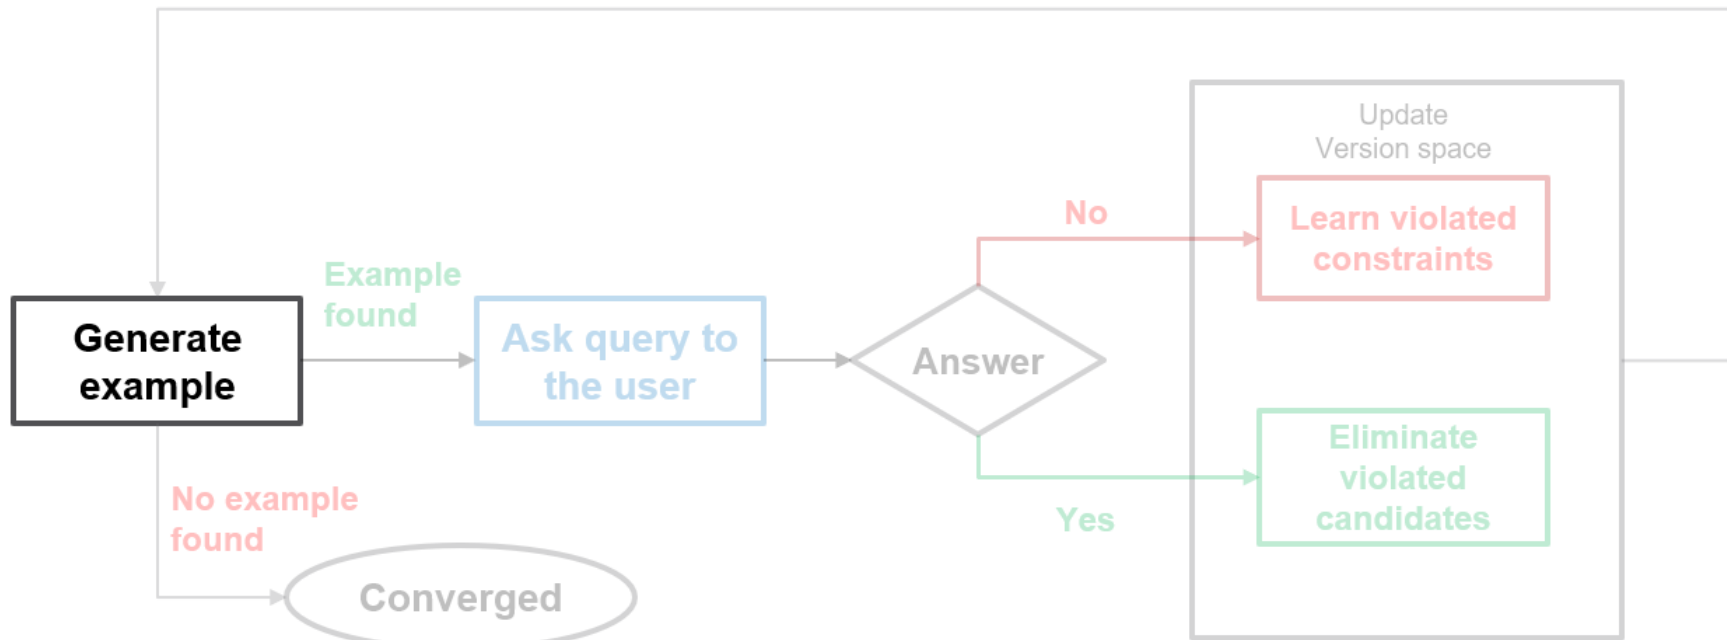 Update
Version space
No
Learn violated
constraints
Example
found
Generate
example
Ask query to
the user
Answer
Eliminate
violated
candidates
Yes
No example
found
Converged